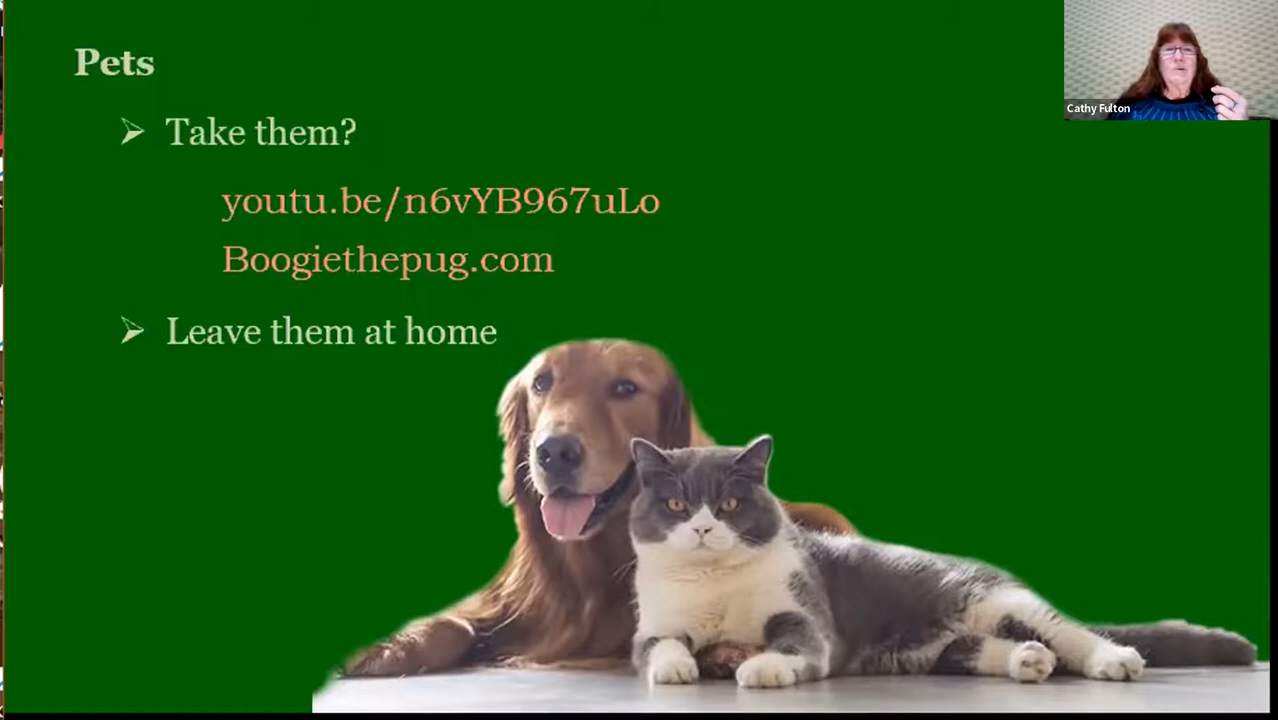 Pets
Take them?
youtu.be/n6vYB967uLo
Boogiethepug.com
Leave them at home
Cathy Fulton